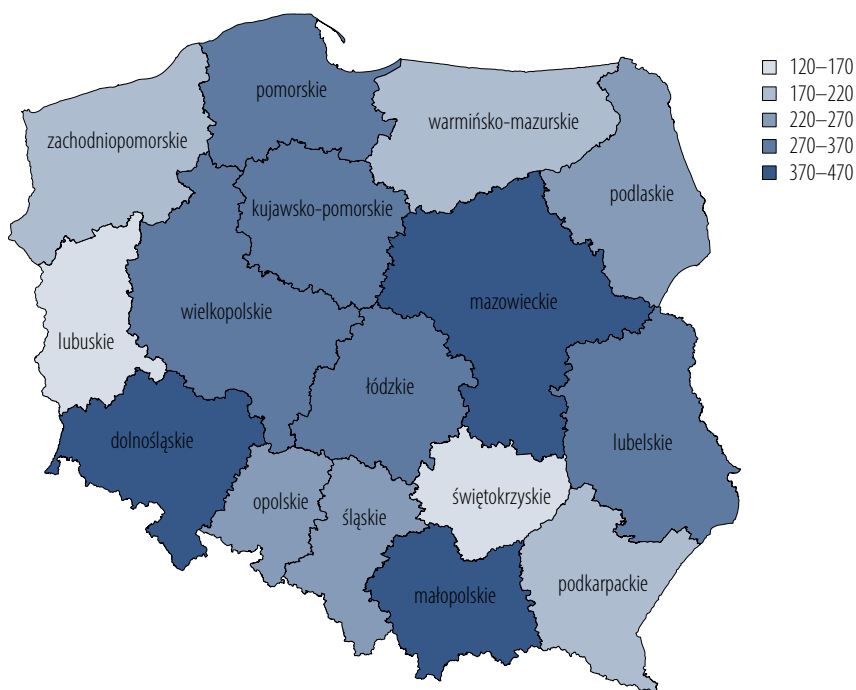 120–170
170–220
220–270
270–370
370–470
pomorskie
warmińsko-mazurskie
zachodniopomorskie
podlaskie
kujawsko-pomorskie
mazowieckie
wielkopolskie
lubuskie
łódzkie
dolnośląskie
lubelskie
świętokrzyskie
opolskie
śląskie
podkarpackie
małopolskie